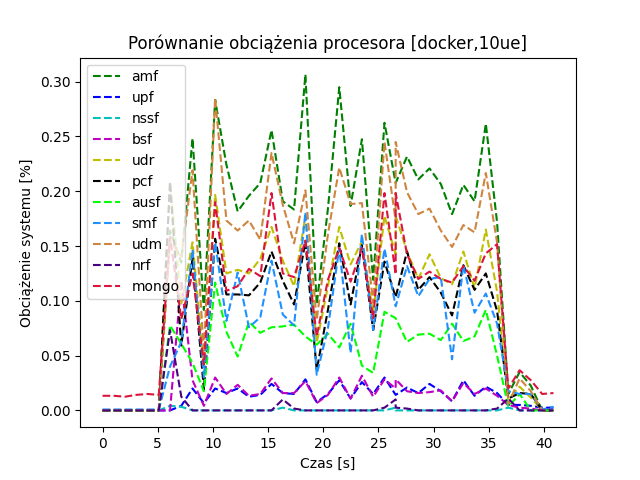 Porównanie obciążenia procesora [docker,10ue]
Obciążenie systemu [%]
0.30
0.25
0.20
0.15
0.10
0.05
0.00
amf
upf
nssf
bsf
udr
pcf
ausf
smf
udm
nrf
mongo
0 5 10 15 20 25 30 35 40
Czas [s]